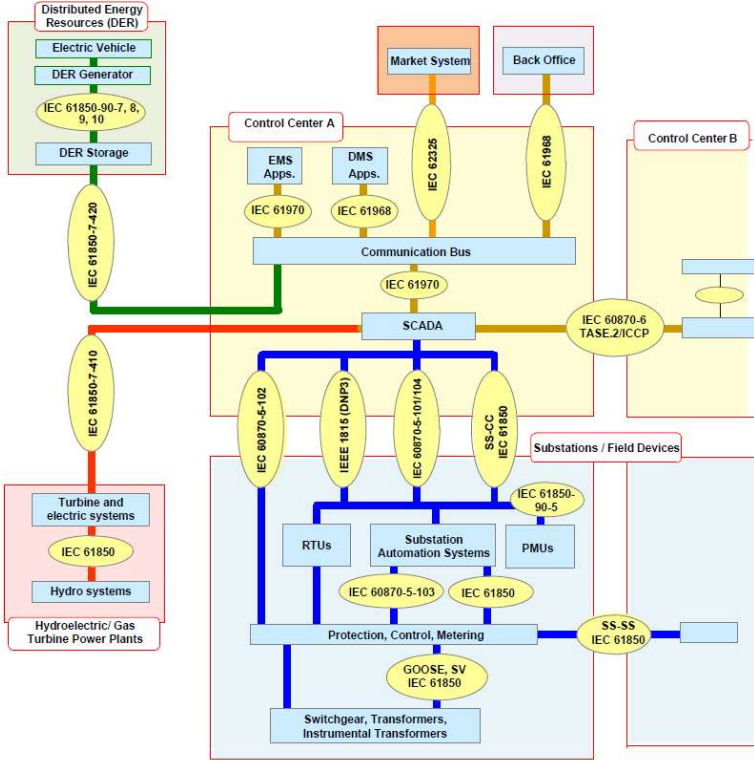 Distributed Energy
Resources (DER)
Electric Vehicle
DER Generator
IEC 61850-90-7, 8,
9, 10
DER Storage
IEC 61850-7-420
Market System
Back Office
IEC 62325
IEC 61968
Control Center A
EMS
Apps.
DMS
Apps.
IEC 61970
IEC 61968
Communication Bus
IEC 61970
SCADA
Control Center B
IEC 60870-6
TASE.2/ICCP
IEC 61850-7-410
IEC 60870-5-102
IEEE 1815 (DNP3)
IEC 60870-5-101/104
SS-CC
IEC 61850
Substations / Field Devices
Turbine and
electric systems
IEC 61850
Hydro systems
Hydroelectric/ Gas
Turbine Power Plants
IEC 61850-
90-5
RTUs
Substation
Automation Systems
PMUs
IEC 60870-5-103
IEC 61850
Protection, Control, Metering
SS-SS
IEC 61850
GOOSE, SV
IEC 61850
Switchgear, Transformers,
Instrumental Transformers